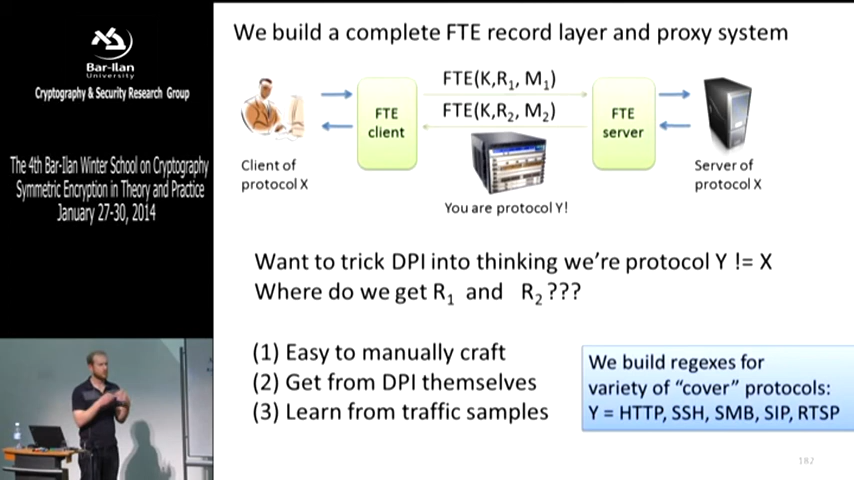 Bar-Ilan
University
Cryptography & Security Research Group
The 4th Bar-Ilan Winter School on Cryptography
Symmetric Encryption in Theory and Practice
January 27-30, 2014
We build a complete FTE record layer and proxy system
FTE(K,R₁, M₁)
FTE(K,R₂, M₂)
FTE
client
FTE
server
Client of
protocol X
Server of
protocol X
You are protocol Y!
Want to trick DPI into thinking we're protocol Y != X
Where do we get R₁ and R₂ ???
(1) Easy to manually craft
(2) Get from DPI themselves
(3) Learn from traffic samples
We build regexes for
variety of “cover” protocols:
Y = HTTP, SSH, SMB, SIP, RTSP
182